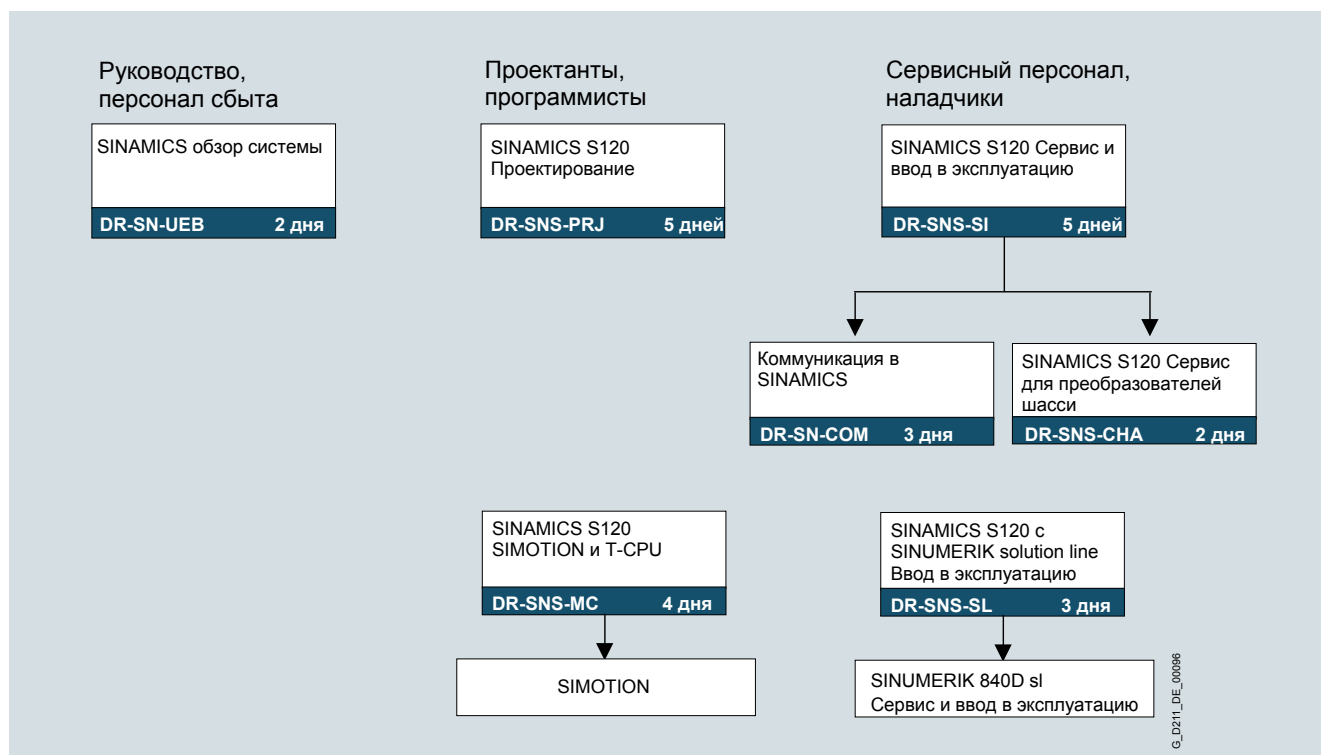 Руководство,
персонал сбыта
SINAMICS обзор системы
DR-SN-UEB 2 дня
Проектанты,
программисты
SINAMICS S120
Проектирование
DR-SNS-PRJ 5 дней
Сервисный персонал,
наладчики
SINAMICS S120 Сервис и
ввод в эксплуатацию
DR-SNS-SI 5 дней
Коммуникация в
SINAMICS
DR-SN-COM 3 дня
SINAMICS S120 Сервис
для преобразователей
шасси
DR-SNS-CHA 2 дня
SINAMICS S120
SIMOTION и T-CPU
DR-SNS-MC 4 дня
SIMOTION
SINAMICS S120 с
SINUMERIK solution line
Ввод в эксплуатацию
DR-SNS-SL 3 дня
SINUMERIK 840D sl
Сервис и ввод в эксплуатацию
G_D211_DE_00096